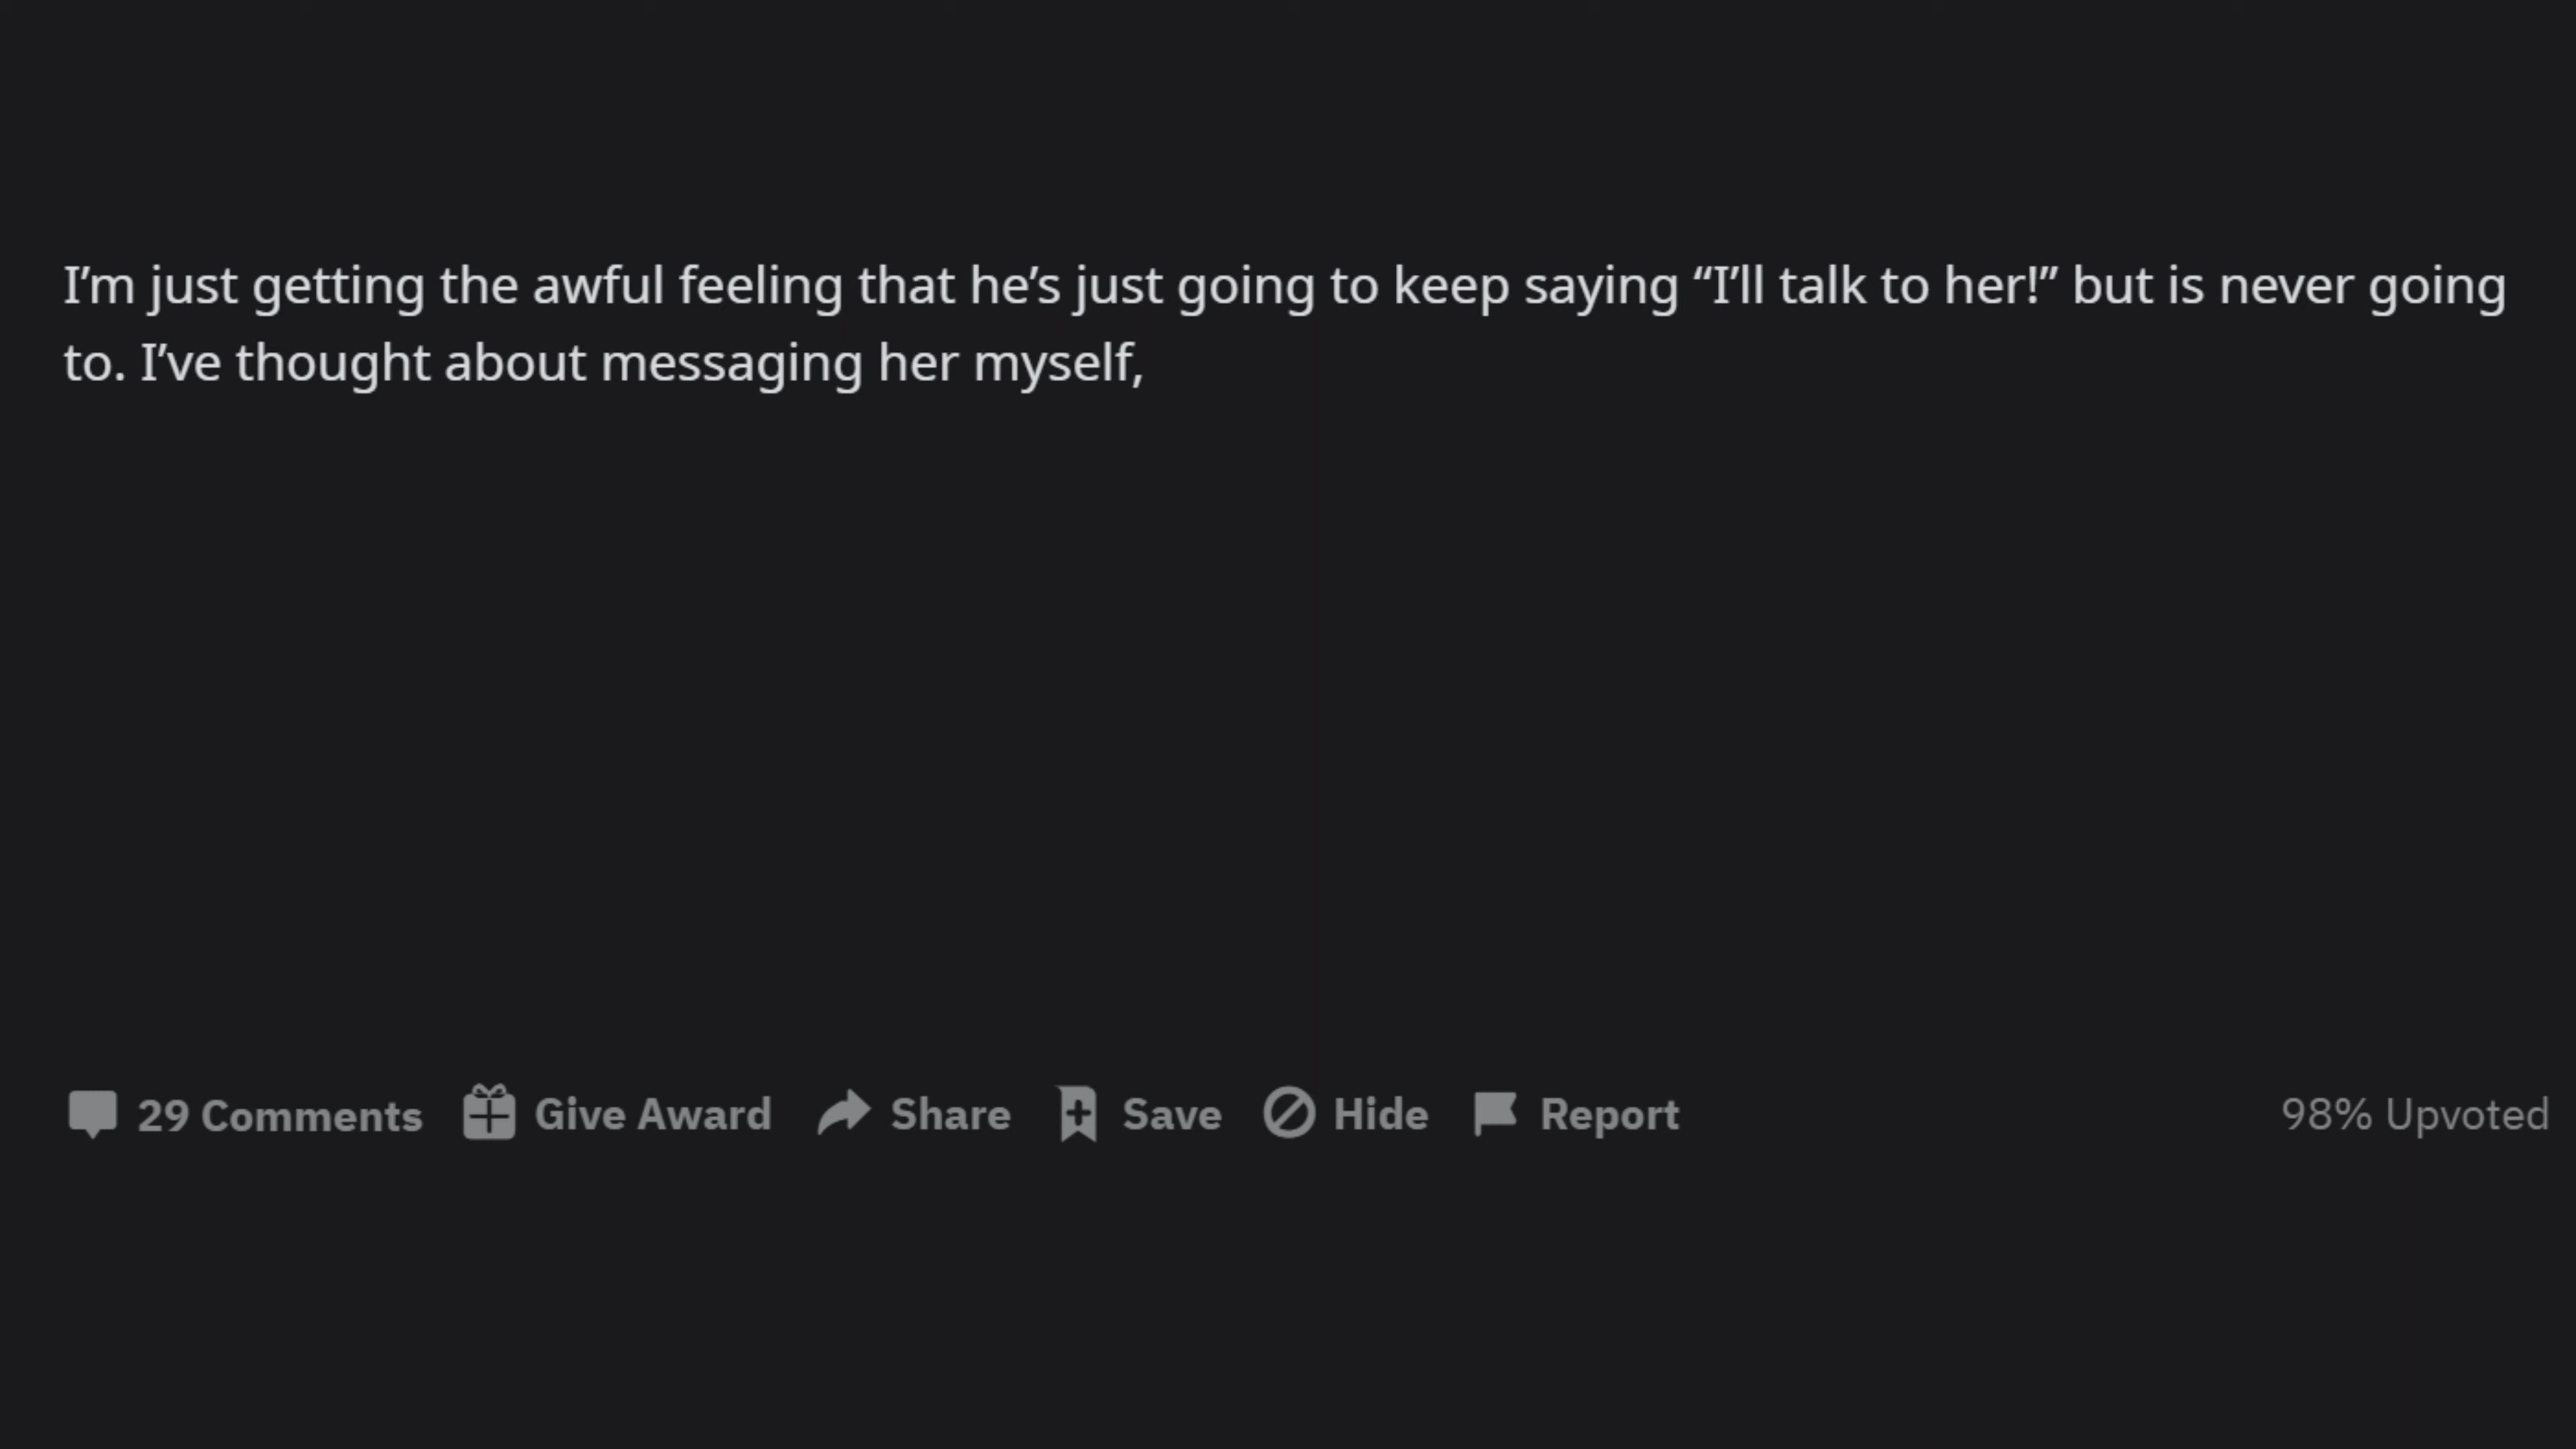 I’m just getting the awful feeling that he’s just going to keep saying “I’ll talk to her!” but is never going
to. I’ve thought about messaging her myself,
29 Comments Give Award Share Save Hide Report 98% Upvoted